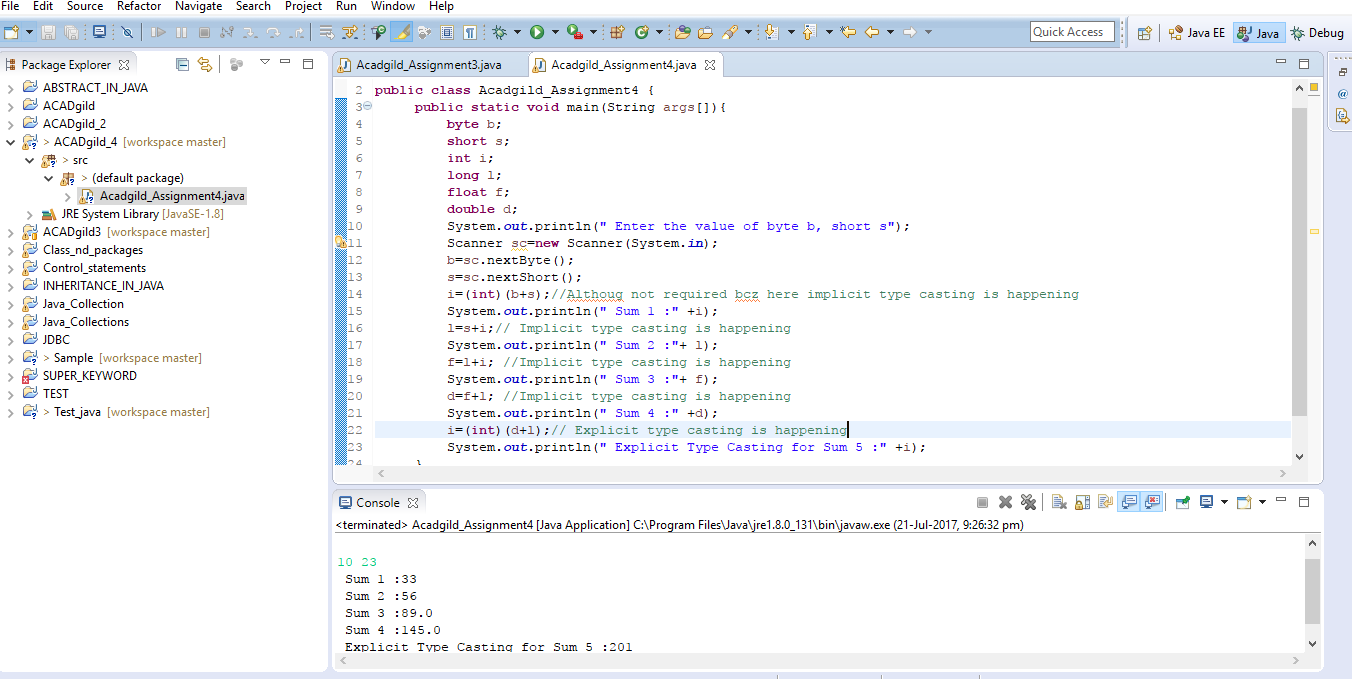 File Edit Source Refactor Navigate Search Project Run Window Help
Quick Access Java EE Java Debug
Package Explorer
ABSTRACT_IN_JAVA
ACADgild
ACADgild_2
> ACADgild_4 [workspace master]
> src
> (default package)
Acadgild_Assignment4.java
JRE System Library [JavaSE-1.8]
ACADgild3 [workspace master]
Class_nd_packages
Control_statements
INHERITANCE_IN_JAVA
Java_Collection
Java_Collections
JDBC
> Sample [workspace master]
SUPER_KEYWORD
TEST
> Test_java [workspace master]
Acadgild_Assignment3.java Acadgild_Assignment4.java
2 public class Acadgild_Assignment4 {
3 public static void main(String args[]){
4 byte b;
5 short s;
6 int i;
7 long l;
8 float f;
9 double d;
10 System.out.println(" Enter the value of byte b, short s");
11 Scanner sc=new Scanner(System.in);
12 b=sc.nextByte();
13 s=sc.nextShort();
14 i=(int)(b+s);//Althoug not required bcz here implicit type casting is happening
15 System.out.println(" Sum 1 :" +i);
16 l=s+i;// Implicit type casting is happening
17 System.out.println(" Sum 2 :"+ l);
18 f=l+i; //Implicit type casting is happening
19 System.out.println(" Sum 3 :"+ f);
20 d=f+l; //Implicit type casting is happening
21 System.out.println(" Sum 4 :" +d);
22 i=(int)(d+l);// Explicit type casting is happening
23 System.out.println(" Explicit Type Casting for Sum 5 :" +i);
24 }
Console
<terminated> Acadgild_Assignment4 [Java Application] C:\Program Files\Java\jre1.8.0_131\bin\javaw.exe (21-Jul-2017, 9:26:32 pm)
10 23
Sum 1 :33
Sum 2 :56
Sum 3 :89.0
Sum 4 :145.0
Explicit Type Casting for Sum 5 :201